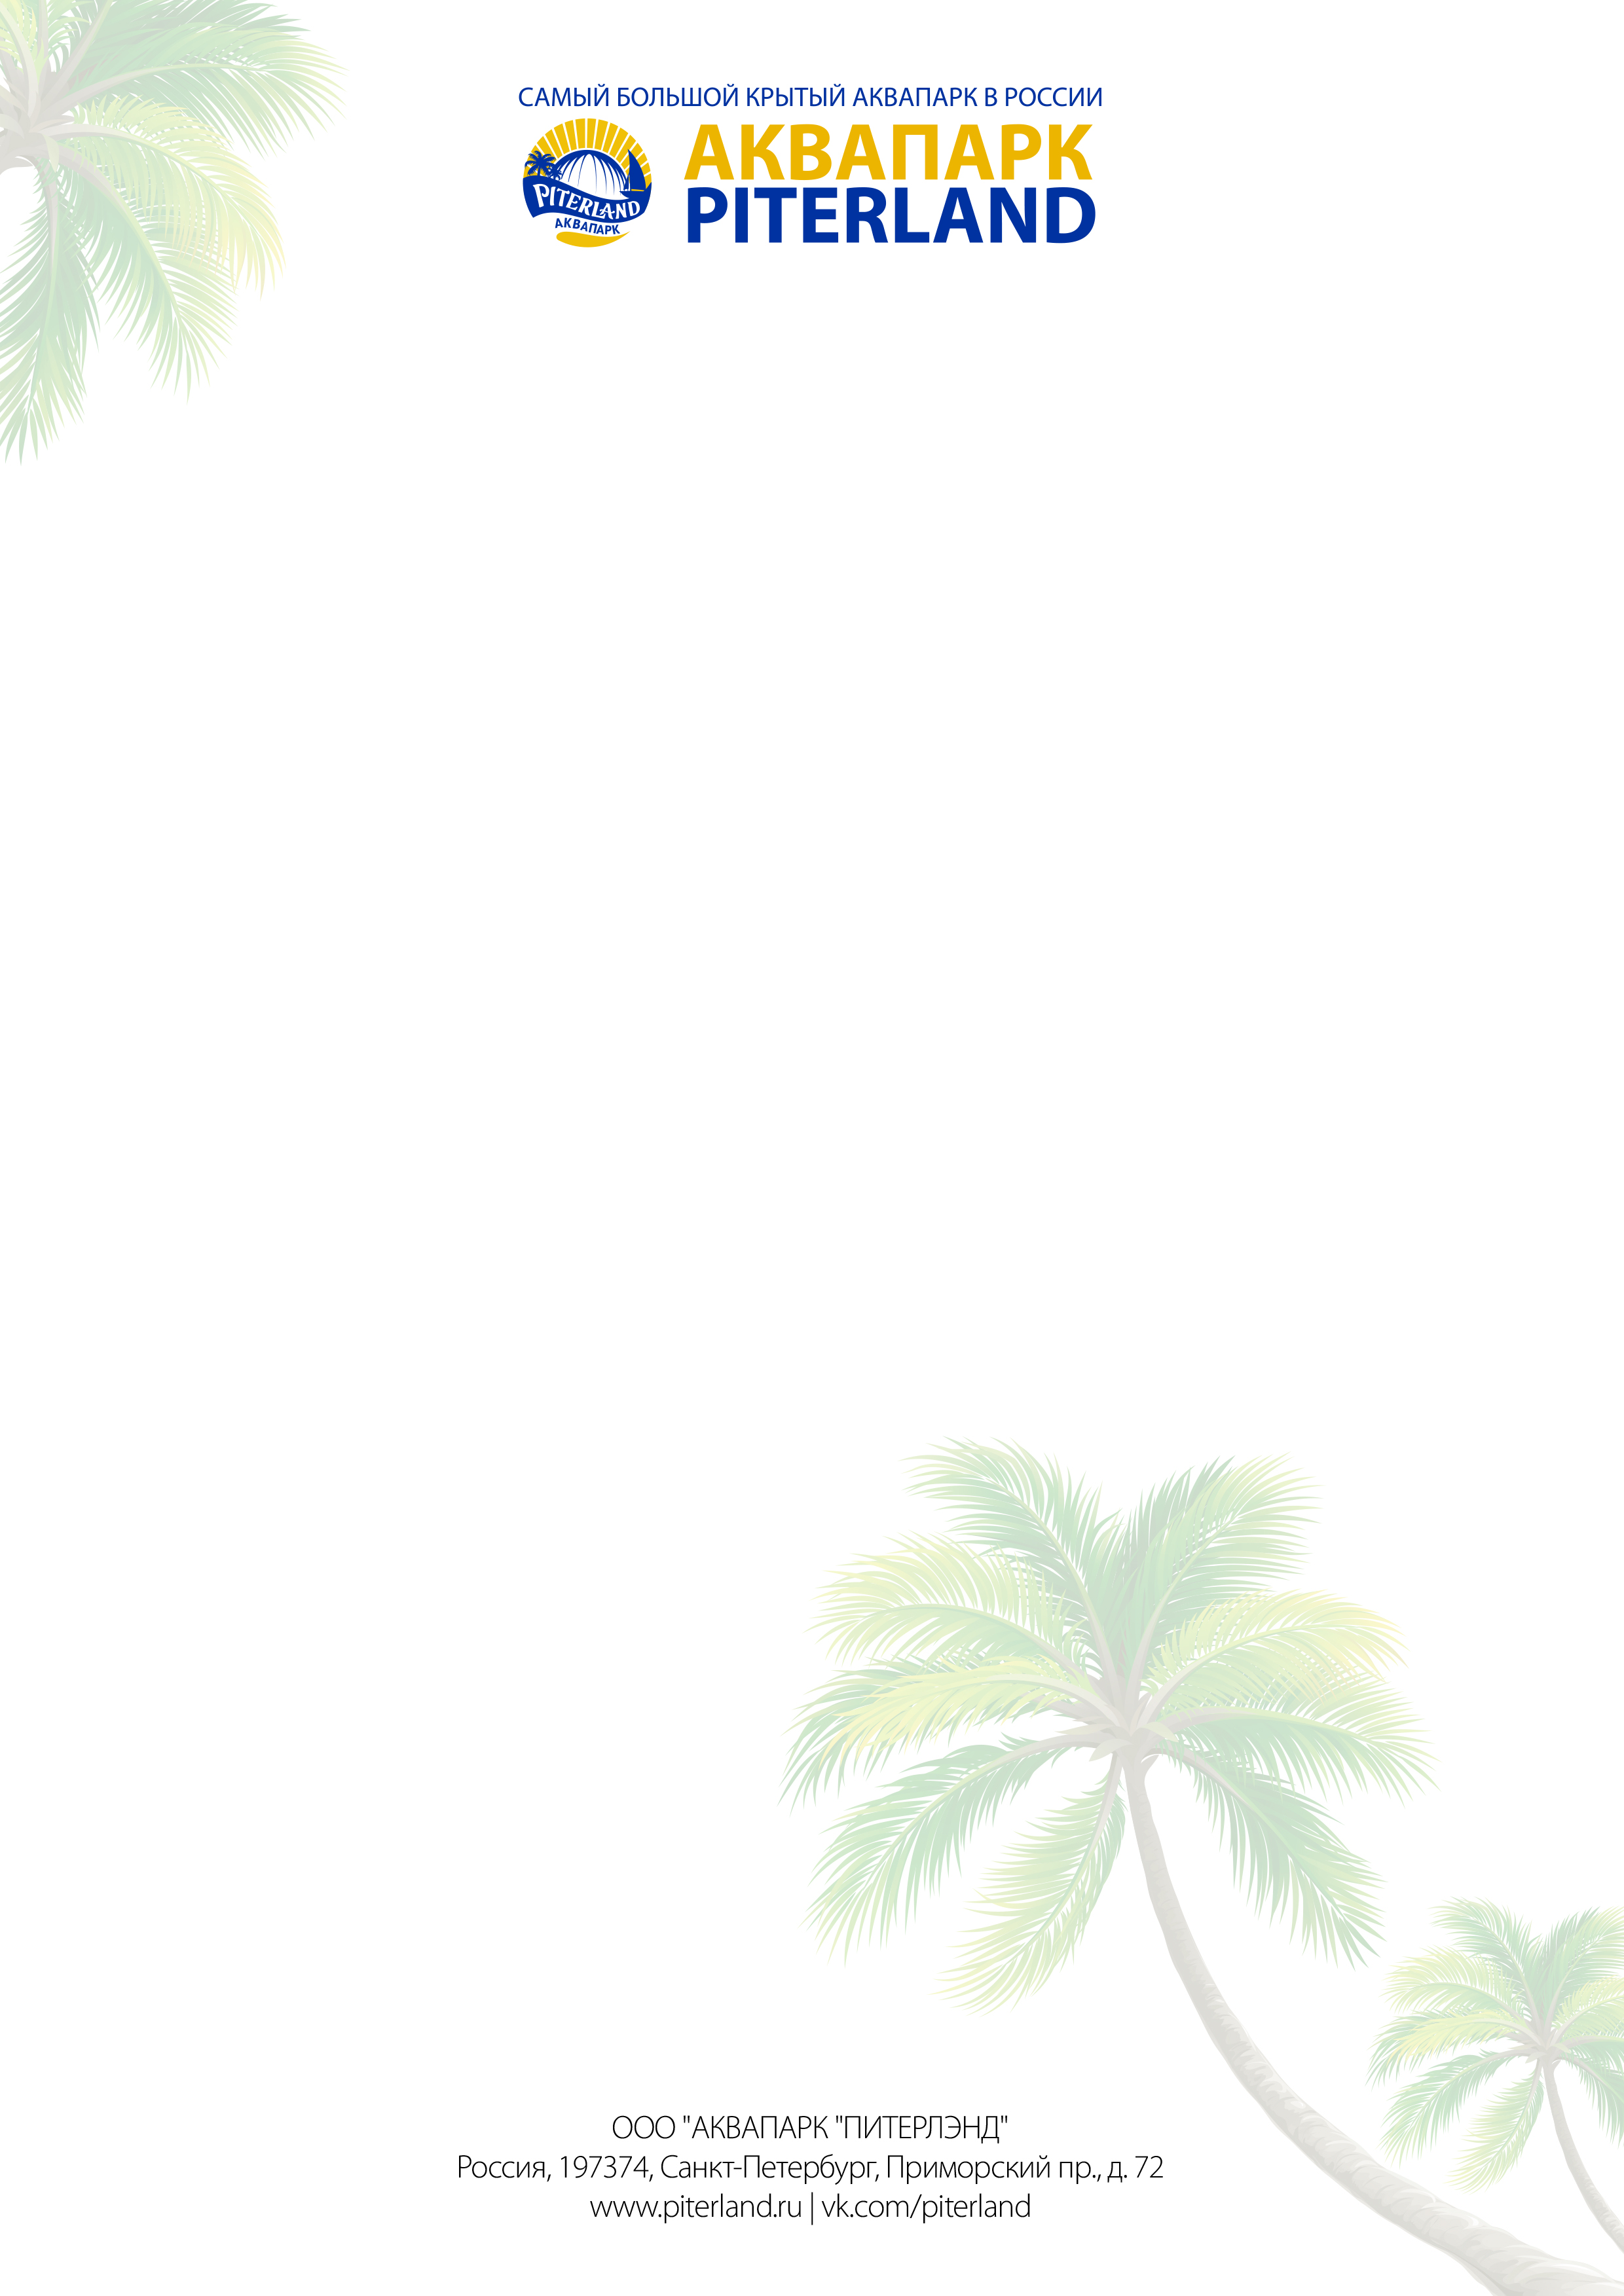 САМЫЙ БОЛЬШОЙ КРЫТЫЙ АКВАПАРК В РОССИИ
PITERLAND
АКВАПАРК
АКВАПАРК
PITERLAND
ООО "АКВАПАРК "ПИТЕРЛЭНД"
Россия, 197374, Санкт-Петербург, Приморский пр., д. 72
www.piterland.ru | vk.com/piterland